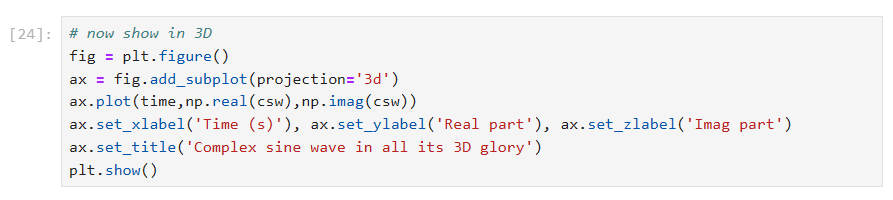 [24]: # now show in 3D
fig = plt.figure()
ax = fig.add_subplot(projection='3d')
ax.plot(time,np.real(csw),np.imag(csw))
ax.set_xlabel('Time (s)'), ax.set_ylabel('Real part'), ax.set_zlabel('Imag part')
ax.set_title('Complex sine wave in all its 3D glory')
plt.show()